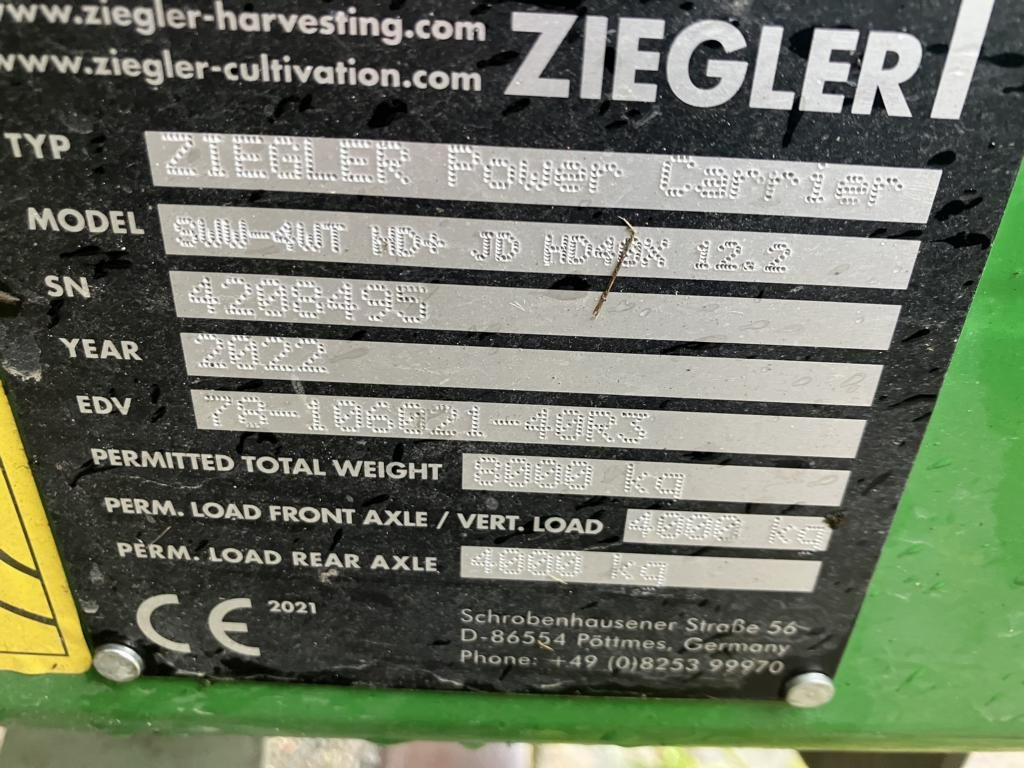 www.ziegler-harvesting.com
www.ziegler-cultivation.com
ZIEGLER
TYP ZIEGLER Power Carrier
MODEL SWW-4WT HD+ JD HD40X 12.2
SN 4208495
YEAR 2022
EDV 78-106021-40R3
PERMITTED TOTAL WEIGHT 8000 kg
PERM. LOAD FRONT AXLE / VERT. LOAD 4000 kg
PERM. LOAD REAR AXLE 4000 kg
CE 2021
Schrobenhausener Straße 56
D-86554 Pöttmes, Germany
Phone: +49 (0)8253 99970